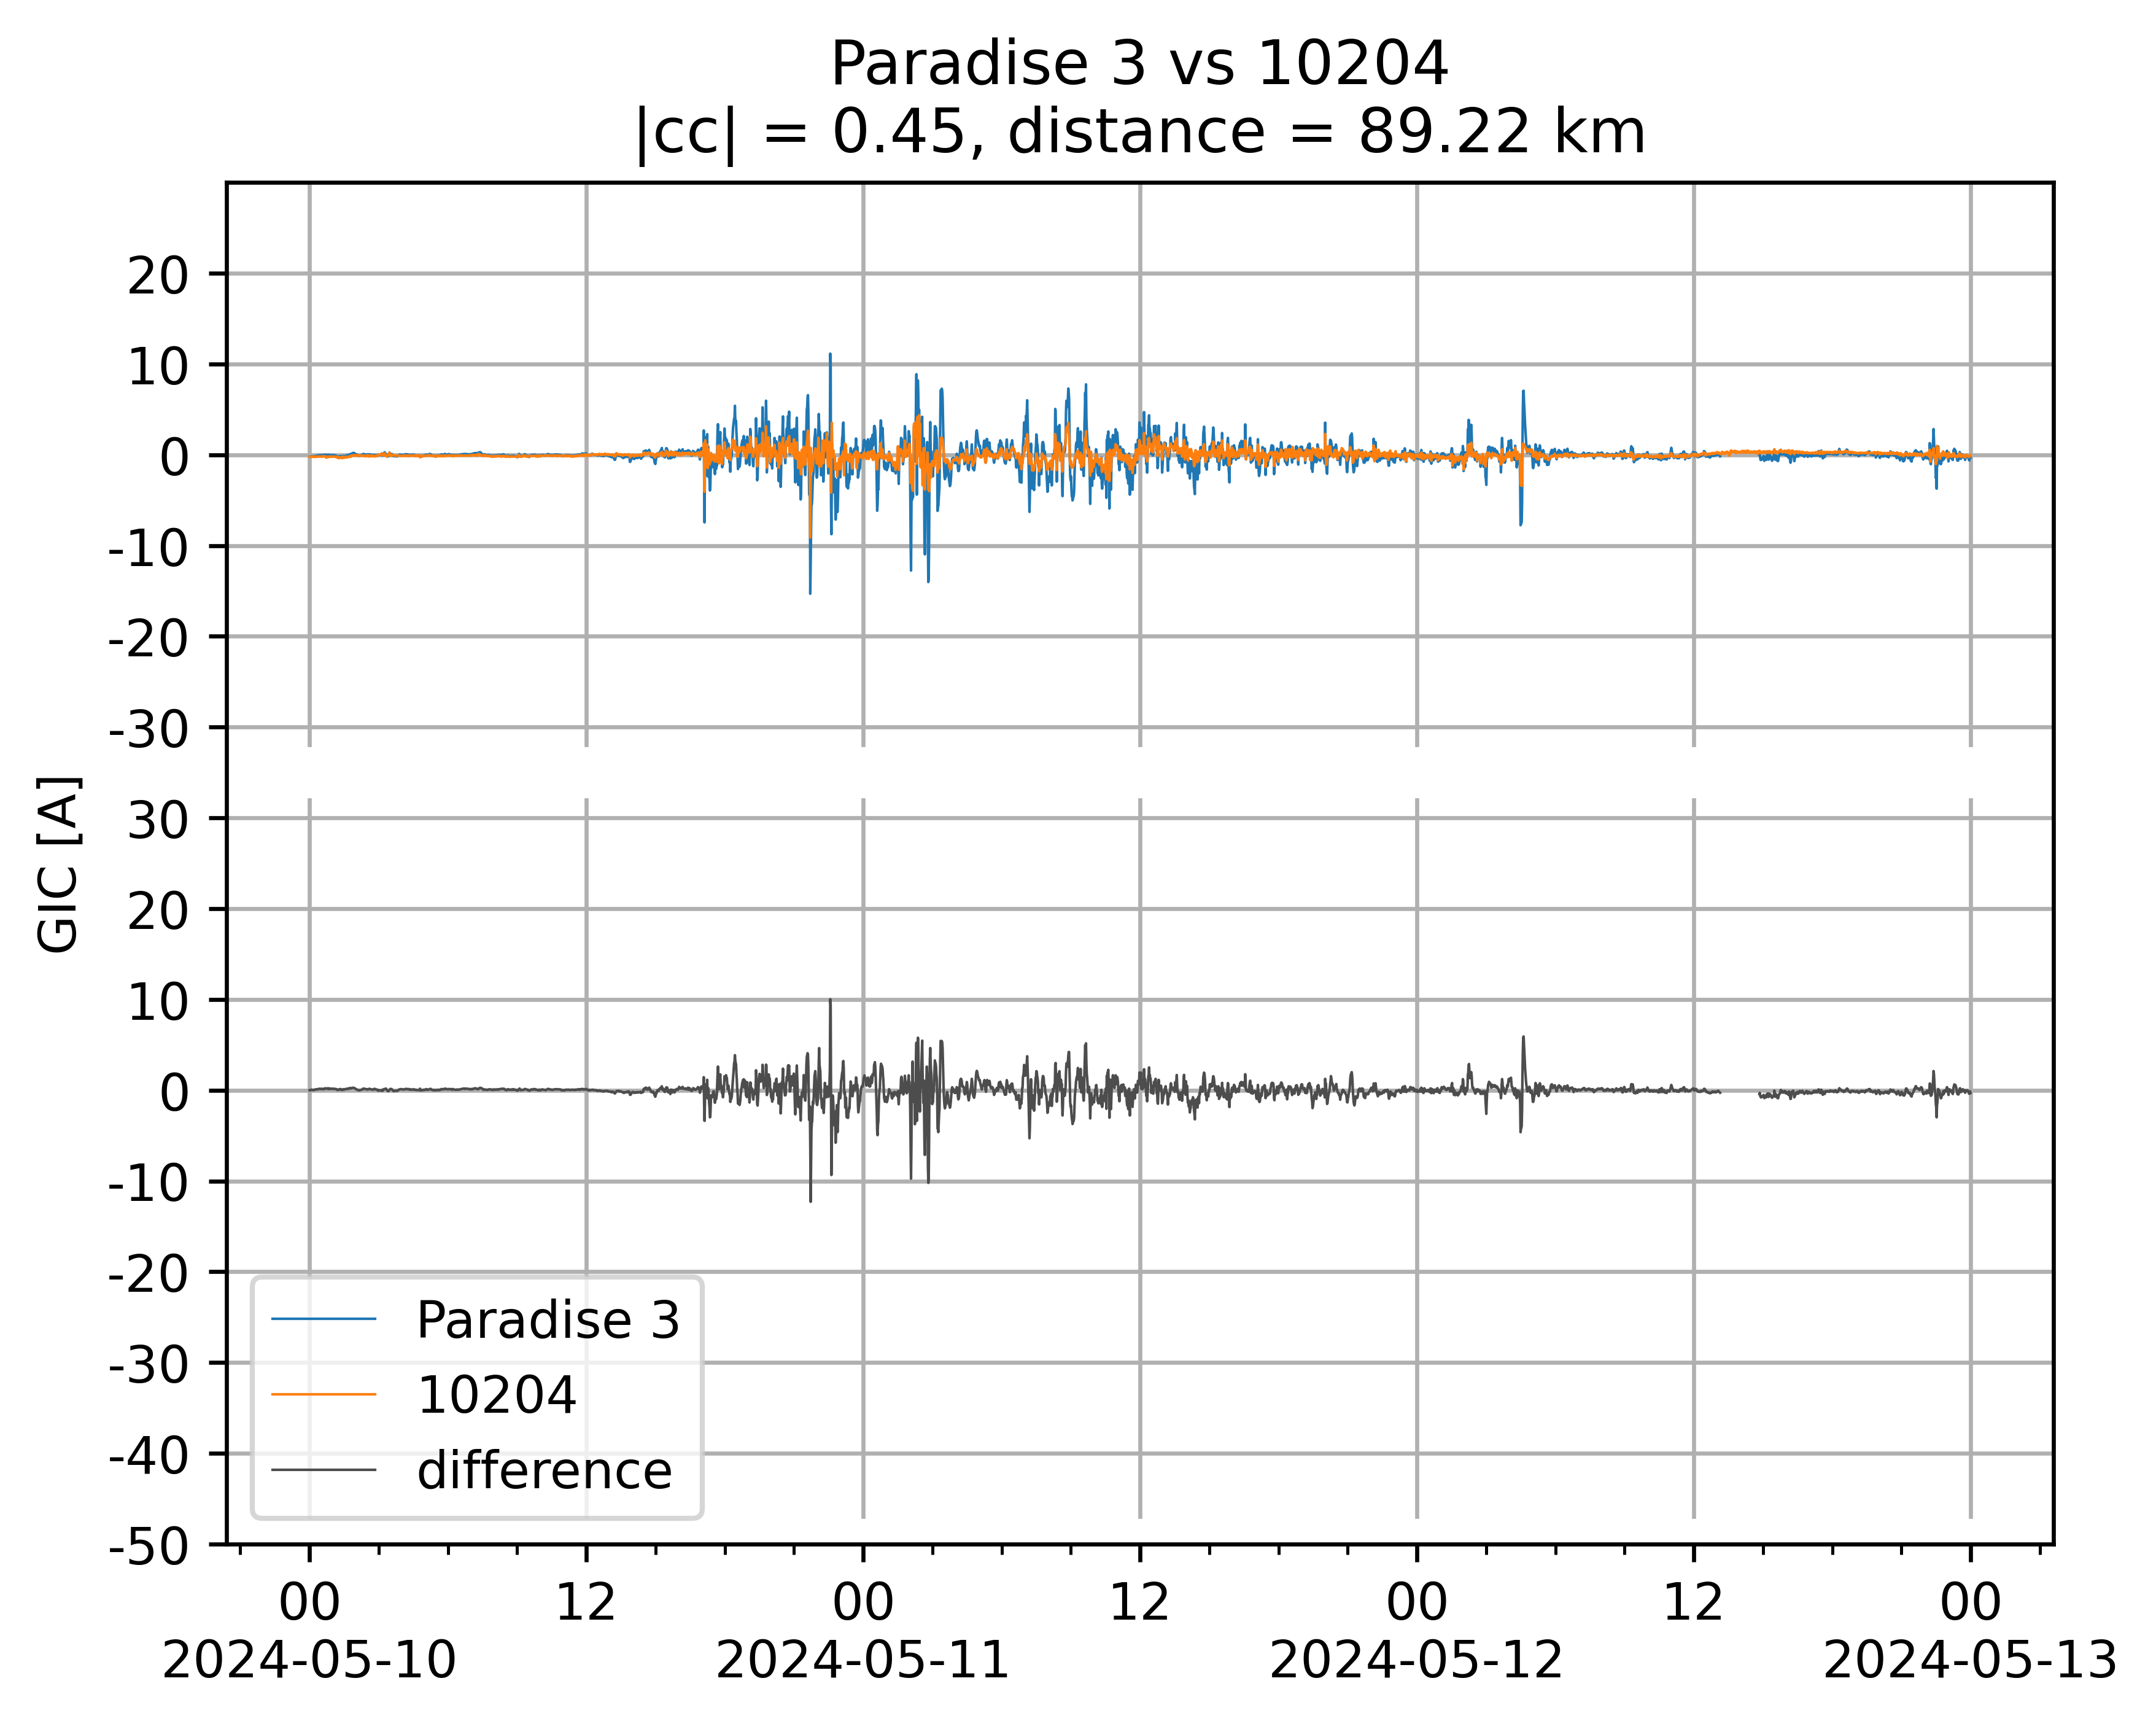 Paradise 3 vs 10204
|cc| = 0.45, distance = 89.22 km
GIC [A]
20
10
0
-10
-20
-30
30
20
10
0
-10
-20
-30
-40
-50
Paradise 3
10204
difference
00 12 00 12 00 12 00
2024-05-10 2024-05-11 2024-05-12 2024-05-13